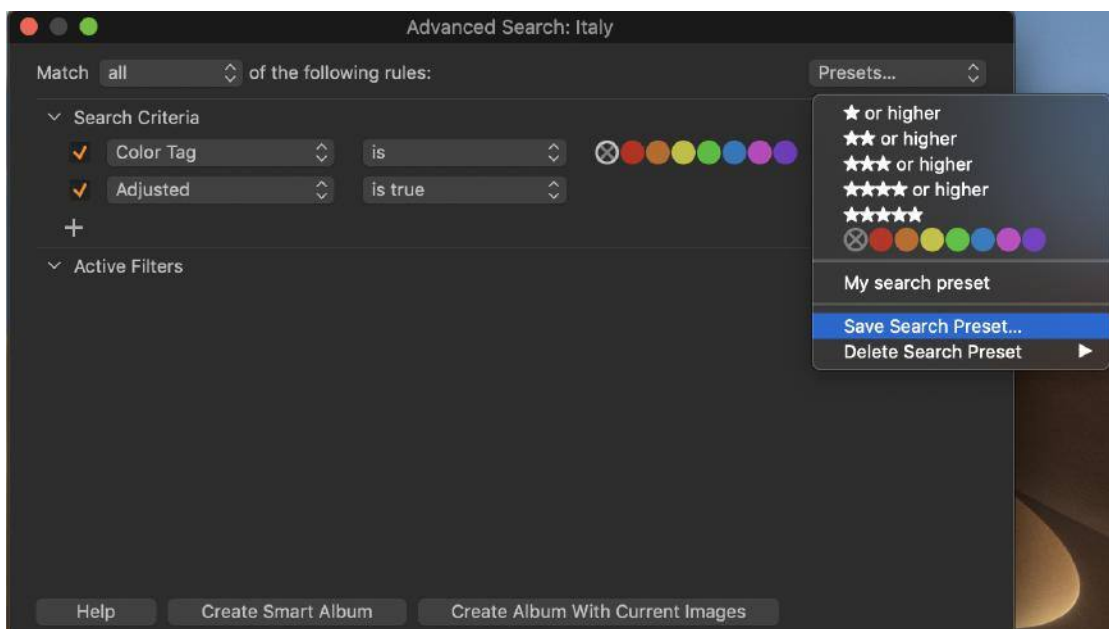 Advanced Search: Italy
Match all of the following rules:
Presets...
Search Criteria
Color Tag is
Adjusted is true
Active Filters
★ or higher
★★ or higher
★★★ or higher
★★★★ or higher
★★★★★
My search preset
Save Search Preset...
Delete Search Preset
Help Create Smart Album Create Album With Current Images